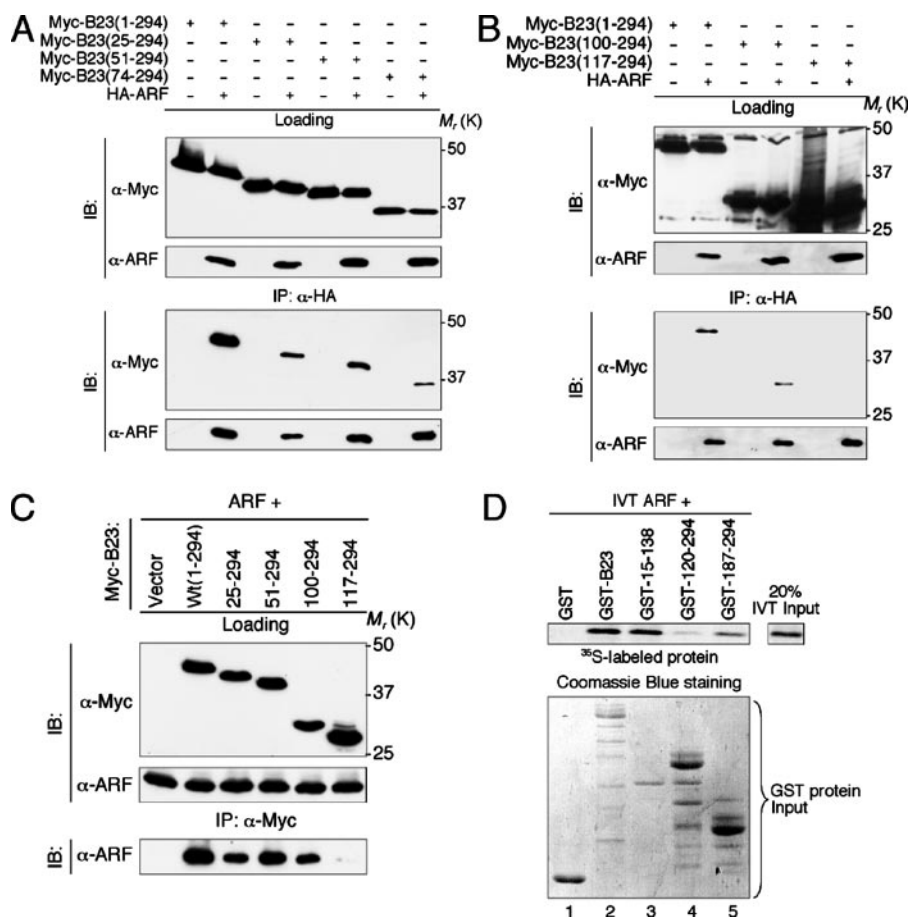 A
Myc-B23(1-294) + + - - - - - -
Myc-B23(25-294) - - + + - - - -
Myc-B23(51-294) - - - - + + - -
Myc-B23(74-294) - - - - - - + +
HA-ARF - + - + - + - +
Loading
Mr (K)
IB:
α-Myc
50
37
α-ARF
IP: α-HA
IB:
α-Myc
50
37
α-ARF
B
Myc-B23(1-294) + + - - - -
Myc-B23(100-294) - - + + - -
Myc-B23(117-294) - - - - + +
HA-ARF - + - + - +
Loading
Mr (K)
IB:
α-Myc
50
37
25
α-ARF
IP: α-HA
IB:
α-Myc
50
37
25
α-ARF
C
ARF +
Myc-B23:
Vector
Wt(1-294)
25-294
51-294
100-294
117-294
Loading
Mr (K)
IB:
α-Myc
50
37
25
α-ARF
IP: α-Myc
IB:
α-ARF
D
IVT ARF +
GST
GST-B23
GST-15-138
GST-120-294
GST-187-294
20%
IVT Input
35S-labeled protein
Coomassie Blue staining
GST protein
Input
1 2 3 4 5